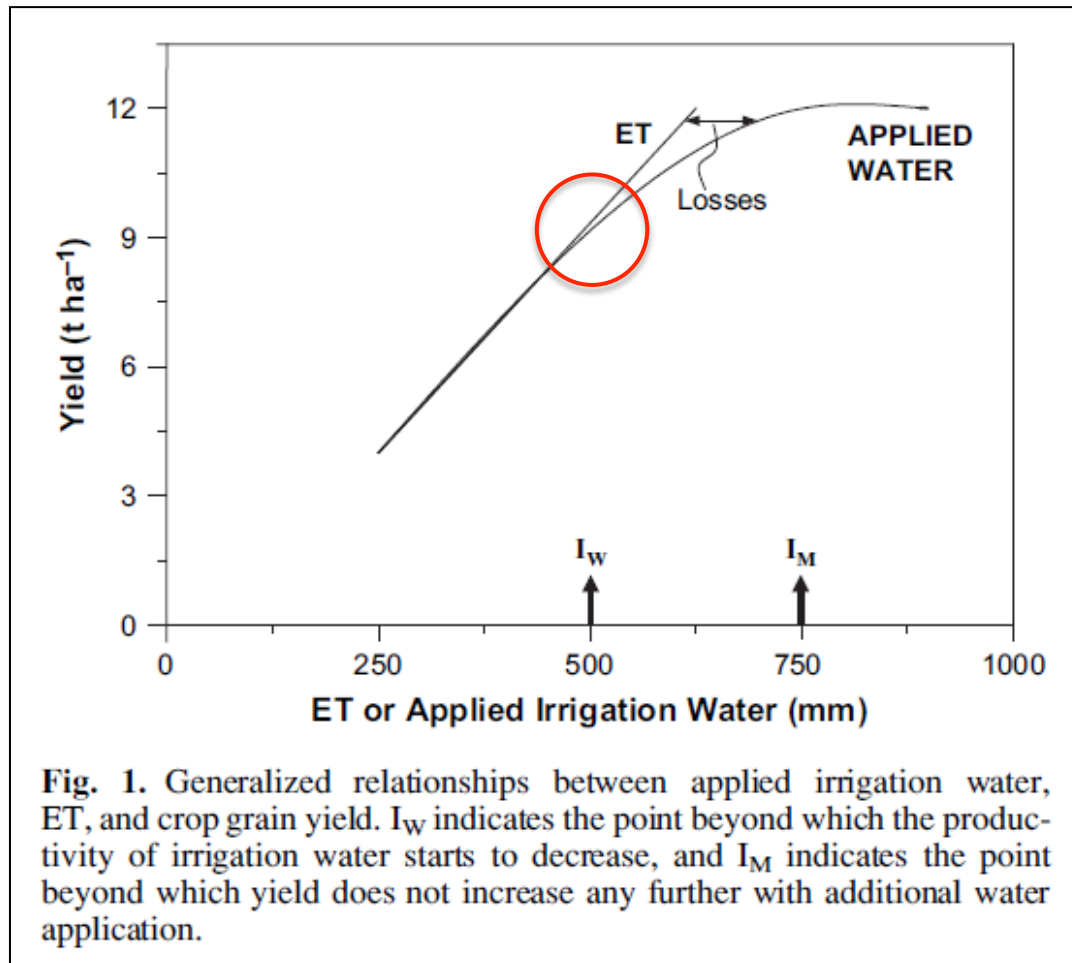 12
9
6
3
0
Yield (t ha⁻¹)
ET
APPLIED
WATER
Losses
I_W
I_M
0 250 500 750 1000
ET or Applied Irrigation Water (mm)
Fig. 1. Generalized relationships between applied irrigation water,
ET, and crop grain yield. I_W indicates the point beyond which the produc-
tivity of irrigation water starts to decrease, and I_M indicates the point
beyond which yield does not increase any further with additional water
application.